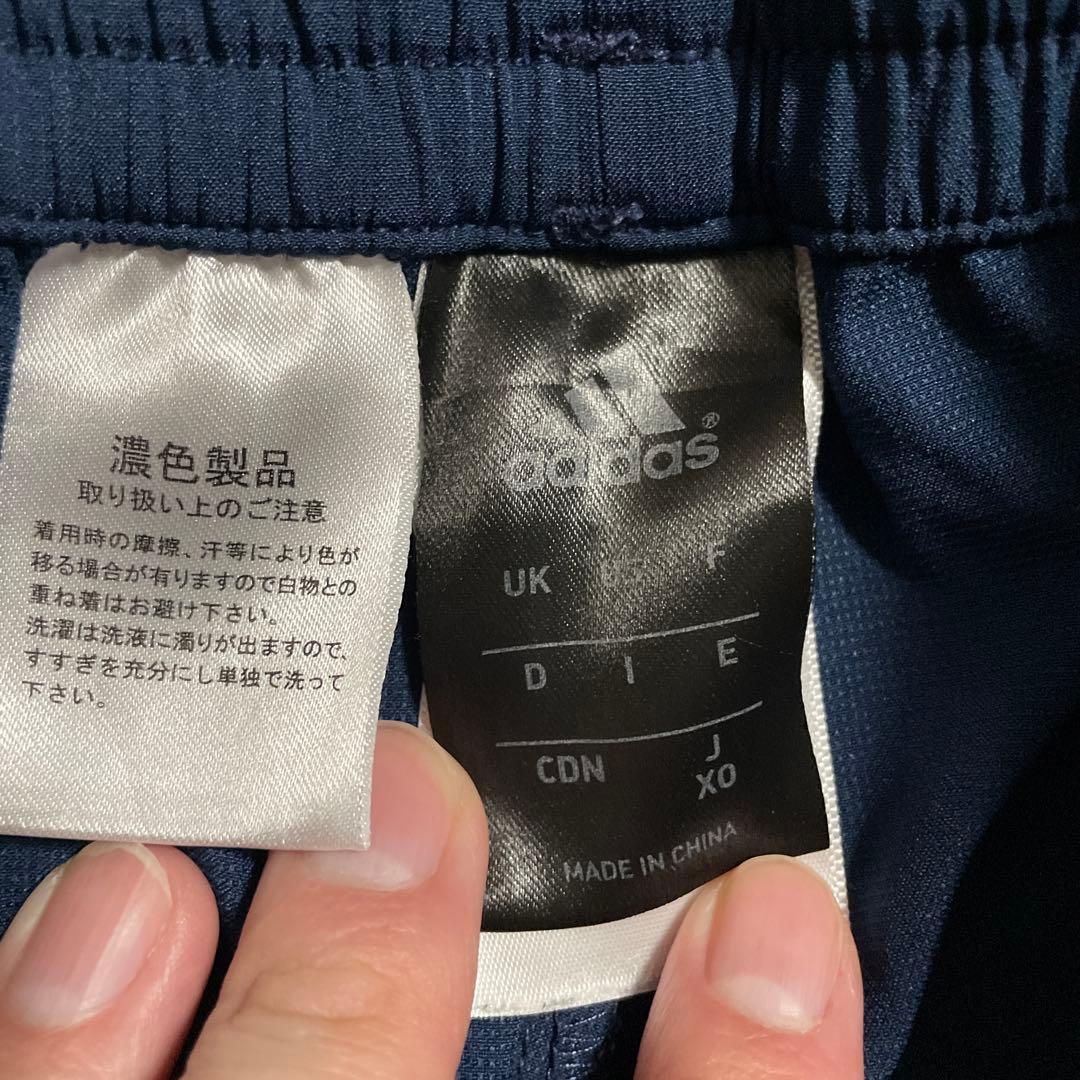 濃色製品
取り扱い上のご注意
着用時の摩擦、汗等により色が
移る場合が有りますので白物との
重ね着はお避け下さい。
洗濯は洗液に濁りが出ますので、
すすぎを充分にし単独で洗って
下さい。
adidas®
UK US F
D I E
CDN J
XO
MADE IN CHINA